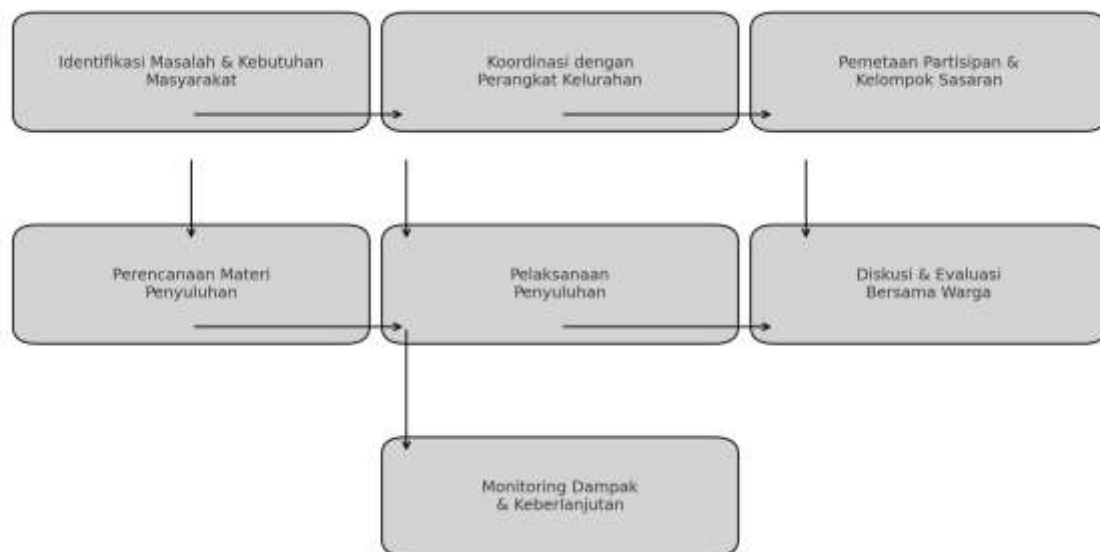 Identifikasi Masalah & Kebutuhan
Masyarakat
Koordinasi dengan
Perangkat Kelurahan
Pemetaan Partisipan &
Kelompok Sasaran
Perencanaan Materi
Penyuluhan
Pelaksanaan
Penyuluhan
Diskusi & Evaluasi
Bersama Warga
Monitoring Dampak
& Keberlanjutan